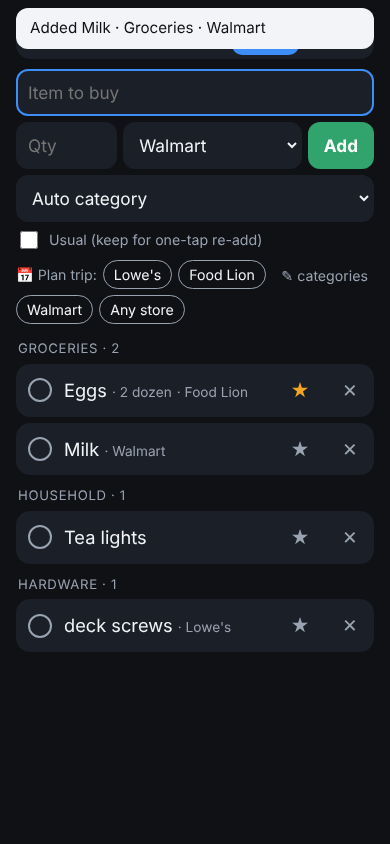 Added Milk · Groceries · Walmart
Item to buy
Qty
Walmart
Add
Auto category
Usual (keep for one-tap re-add)
📅 Plan trip: Lowe's Food Lion ✎ categories
Walmart Any store
GROCERIES · 2
Eggs · 2 dozen · Food Lion ★ ✕
Milk · Walmart ★ ✕
HOUSEHOLD · 1
Tea lights ★ ✕
HARDWARE · 1
deck screws · Lowe's ★ ✕